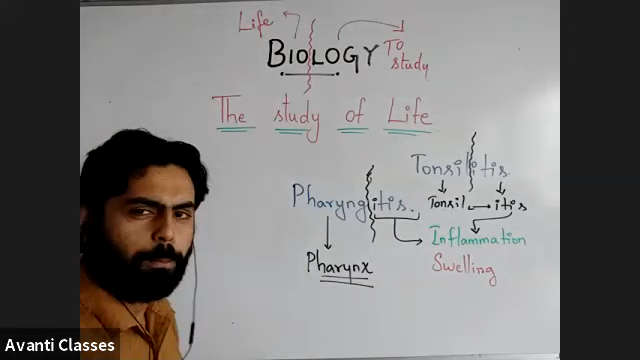 Life
BIOLOGY
To
study
The study of Life
Tonsilitis
Tonsil itis
Pharyngitis.
Inflammation
Pharynx
Swelling
Avanti Classes